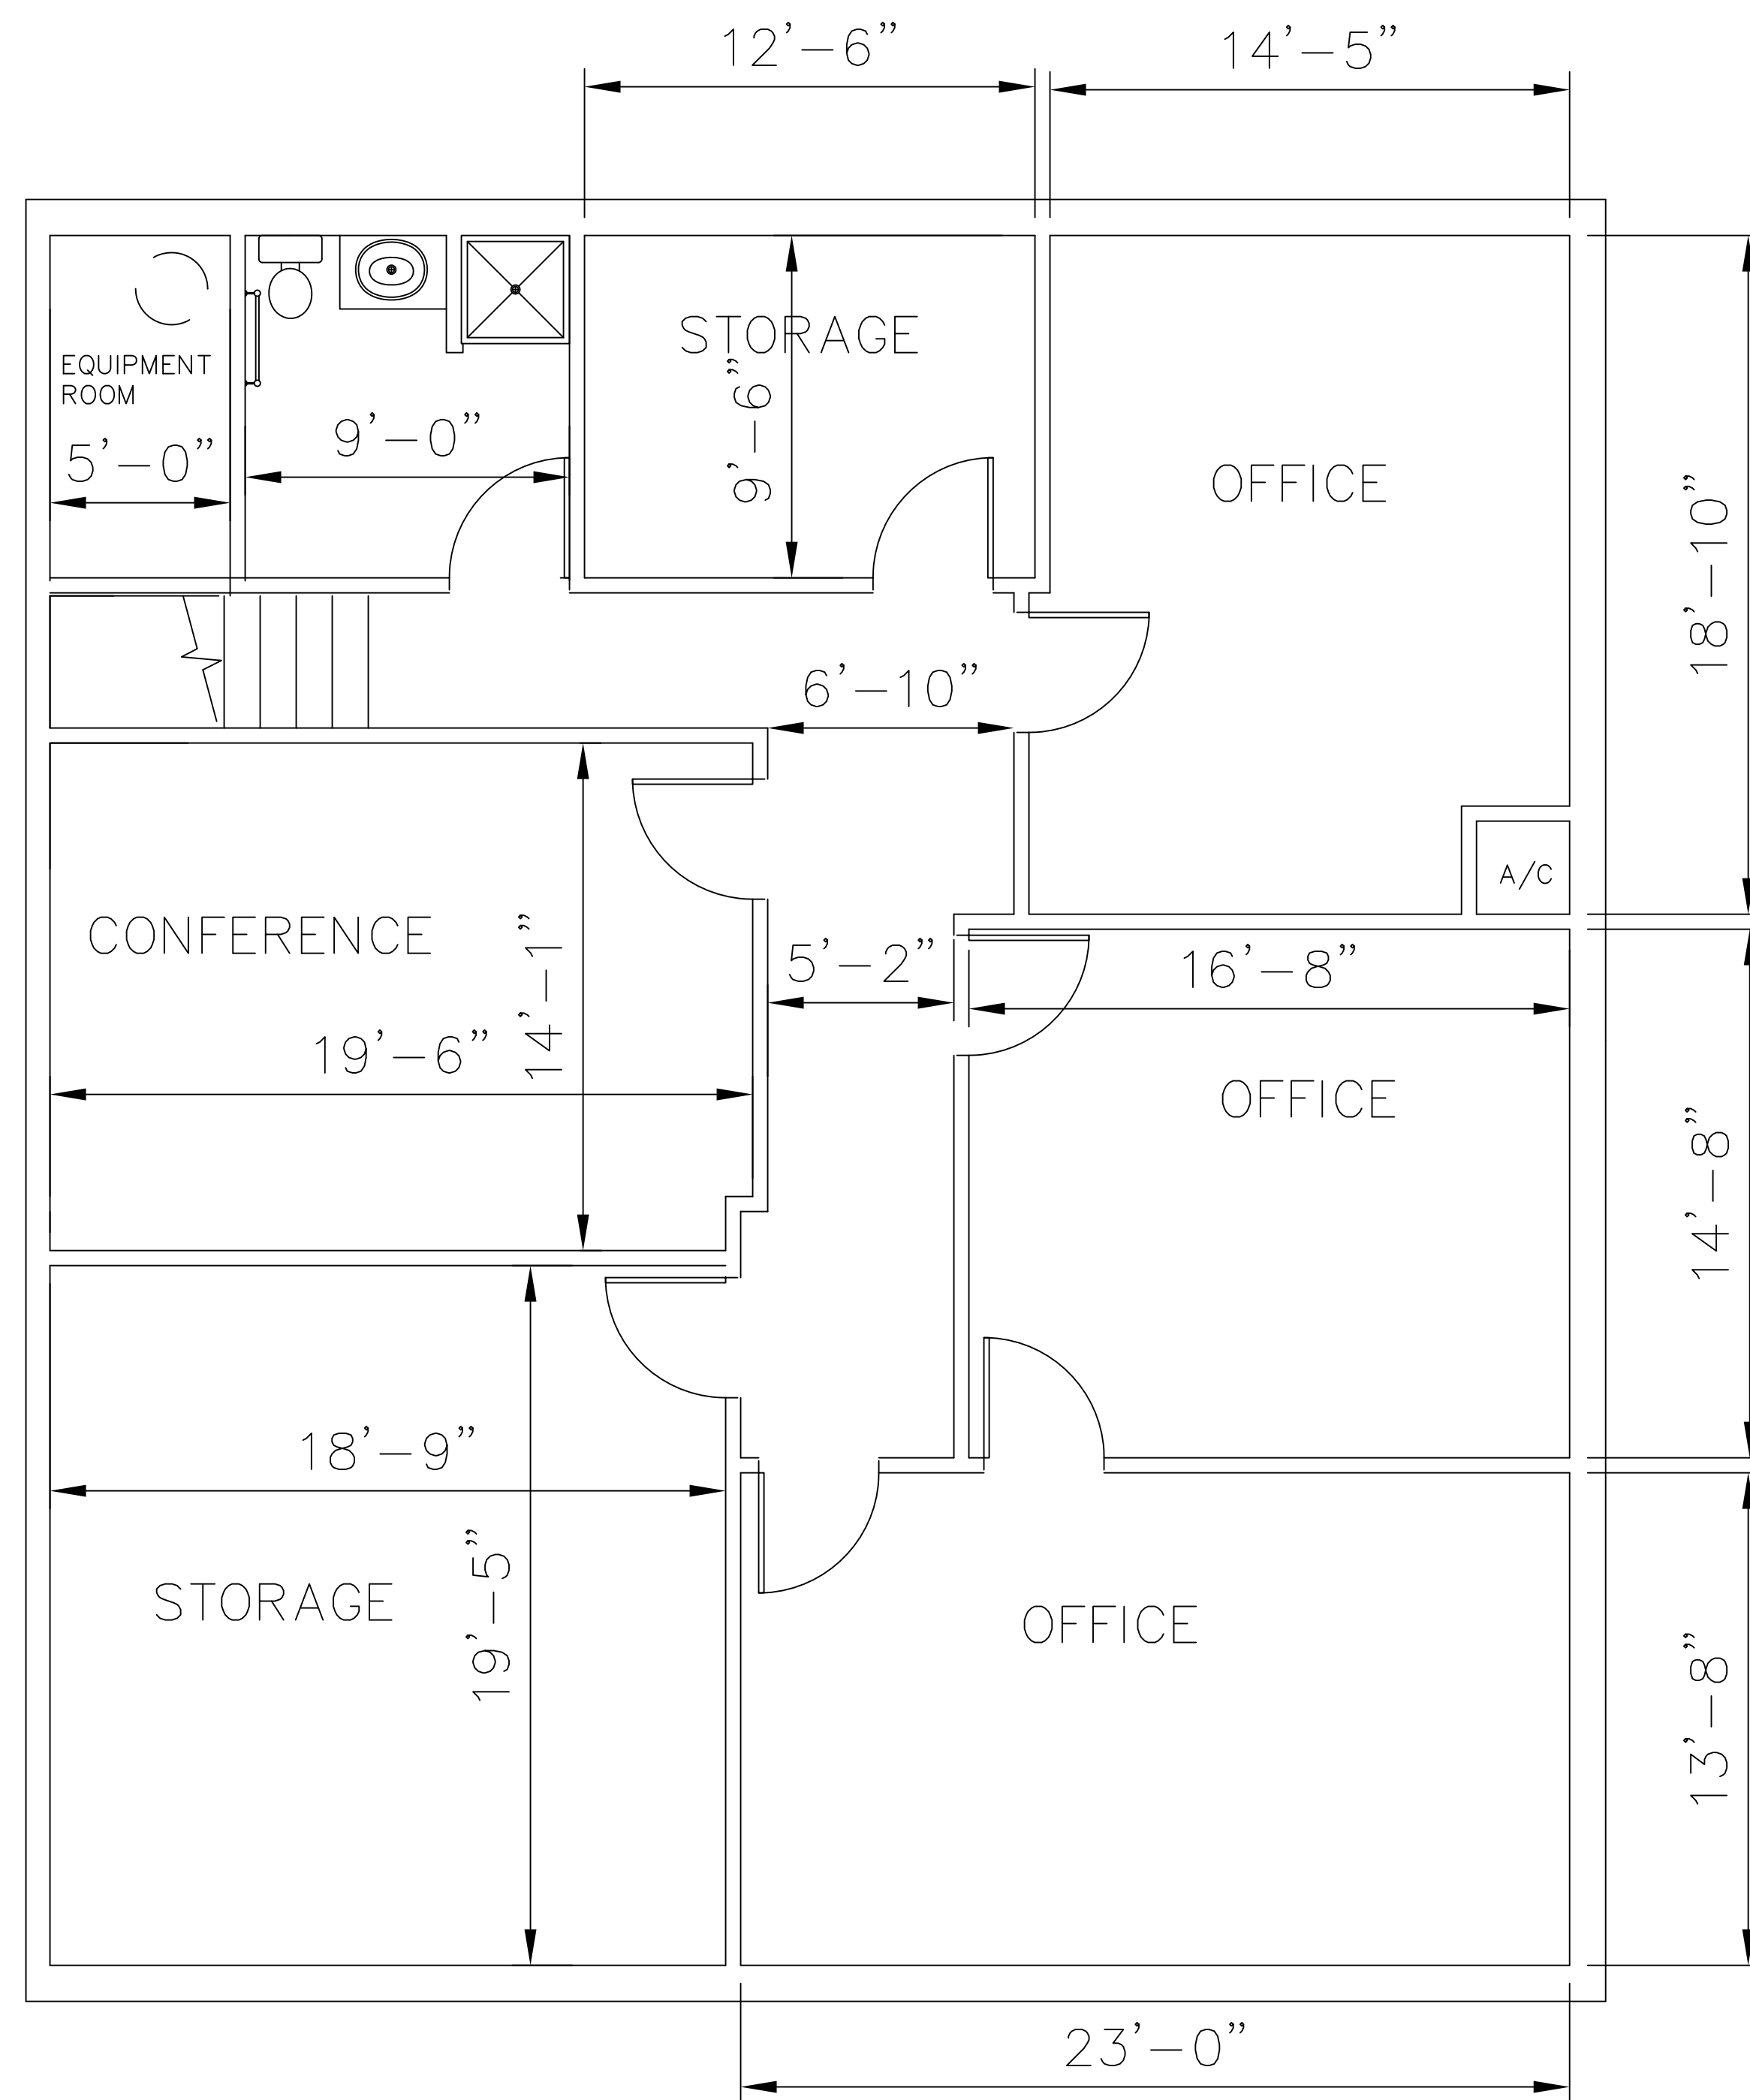 12'-6"
14'-5"
STORAGE
9'-6"
EQUIPMENT
ROOM
5'-0"
9'-0"
OFFICE
18'-10"
6'-10"
A/C
CONFERENCE
14'-1"
5'-2"
16'-8"
19'-6"
OFFICE
14'-8"
18'-9"
19'-5"
STORAGE
OFFICE
13'-8"
23'-0"